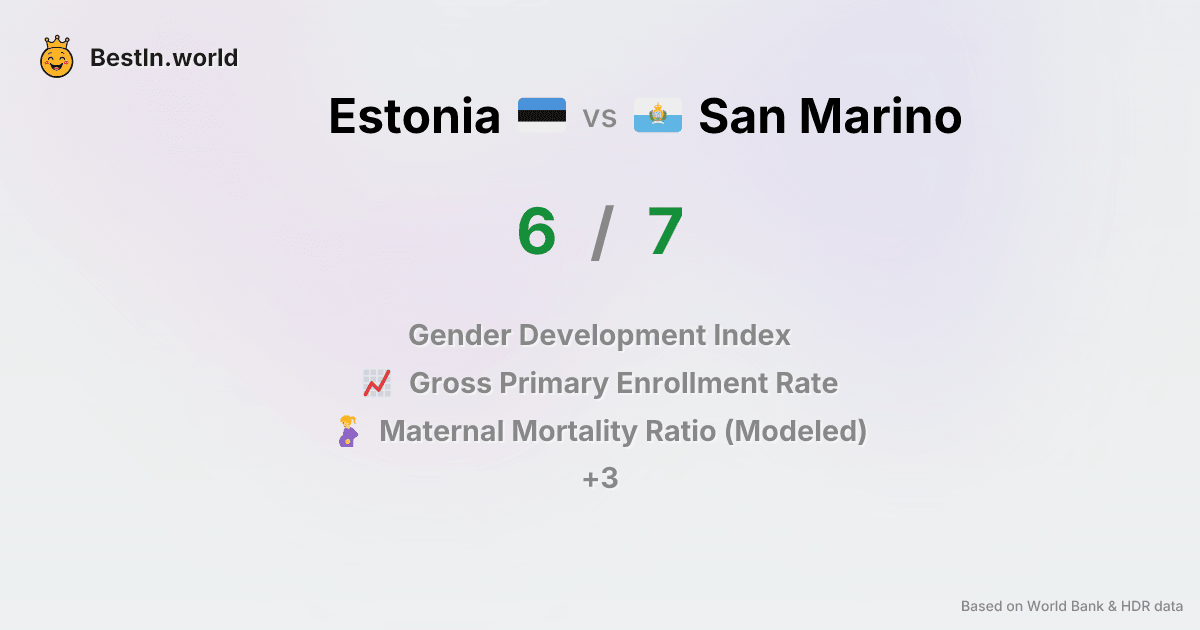 BestIn.world
Estonia vs San Marino
6 / 7
Gender Development Index
Gross Primary Enrollment Rate
Maternal Mortality Ratio (Modeled)
+3
Based on World Bank & HDR data